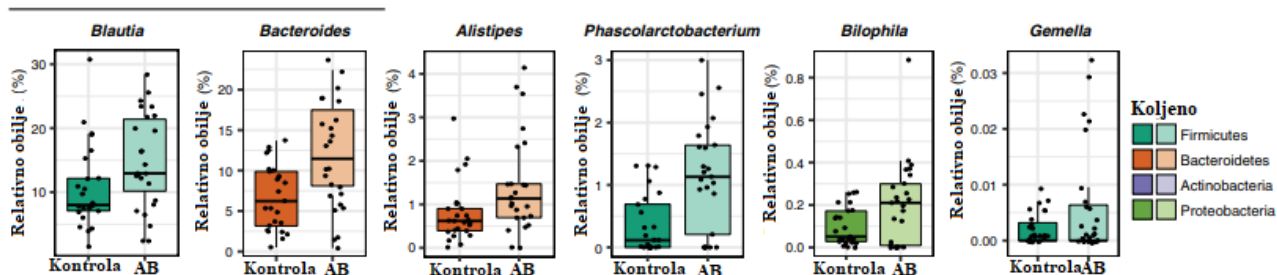 Blautia
Bacteroides
Alistipes
Phascolarctobacterium
Bilophila
Gemella
Relativno obilje (%)
30
20
10
Kontrola
AB
Relativno obilje (%)
20
15
10
5
0
Kontrola
AB
Relativno obilje (%)
4
3
2
1
0
Kontrola
AB
Relativno obilje (%)
3
2
1
0
Kontrola
AB
Relativno obilje (%)
0.8
0.6
0.4
0.2
0.0
Kontrola
AB
Relativno obilje (%)
0.03
0.02
0.01
0.00
Kontrola
AB
Koljeno
Firmicutes
Bacteroidetes
Actinobacteria
Proteobacteria